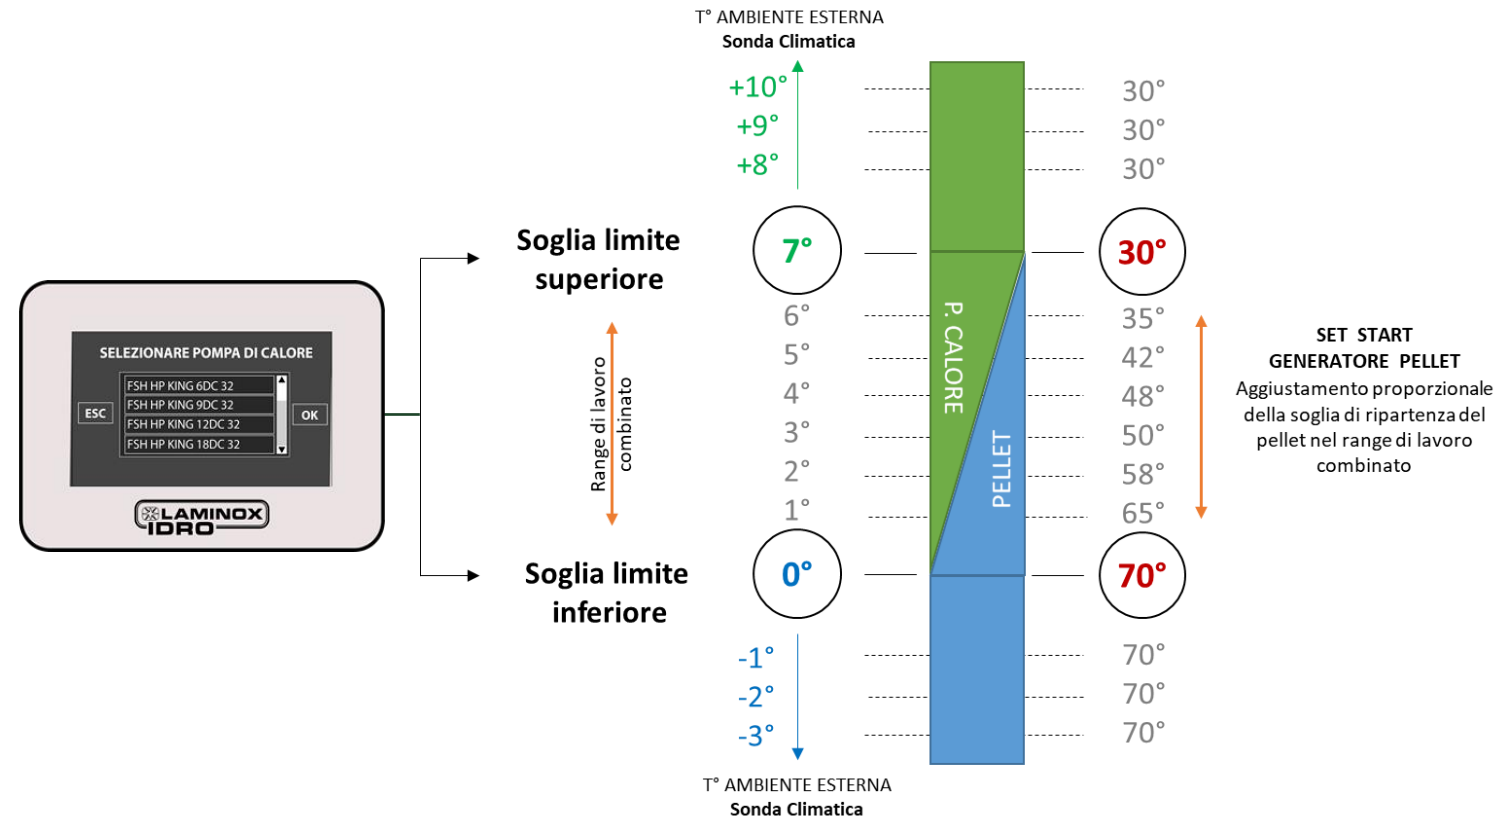 T° AMBIENTE ESTERNA
Sonda Climatica
+10°
30°
+9°
30°
+8°
30°
Soglia limite
superiore
7°
30°
6°
35°
5°
42°
4°
48°
3°
50°
2°
58°
1°
65°
Range di lavoro
combinato
P. CALORE
PELLET
SET START
GENERATORE PELLET
Aggiustamento proporzionale
della soglia di ripartenza del
pellet nel range di lavoro
combinato
SELEZIONARE POMPA DI CALORE
FSH HP KING 6DC 32
FSH HP KING 9DC 32
FSH HP KING 12DC 32
FSH HP KING 18DC 32
ESC
OK
LAMINOX
IDRO
Soglia limite
inferiore
0°
70°
-1°
70°
-2°
70°
-3°
70°
T° AMBIENTE ESTERNA
Sonda Climatica